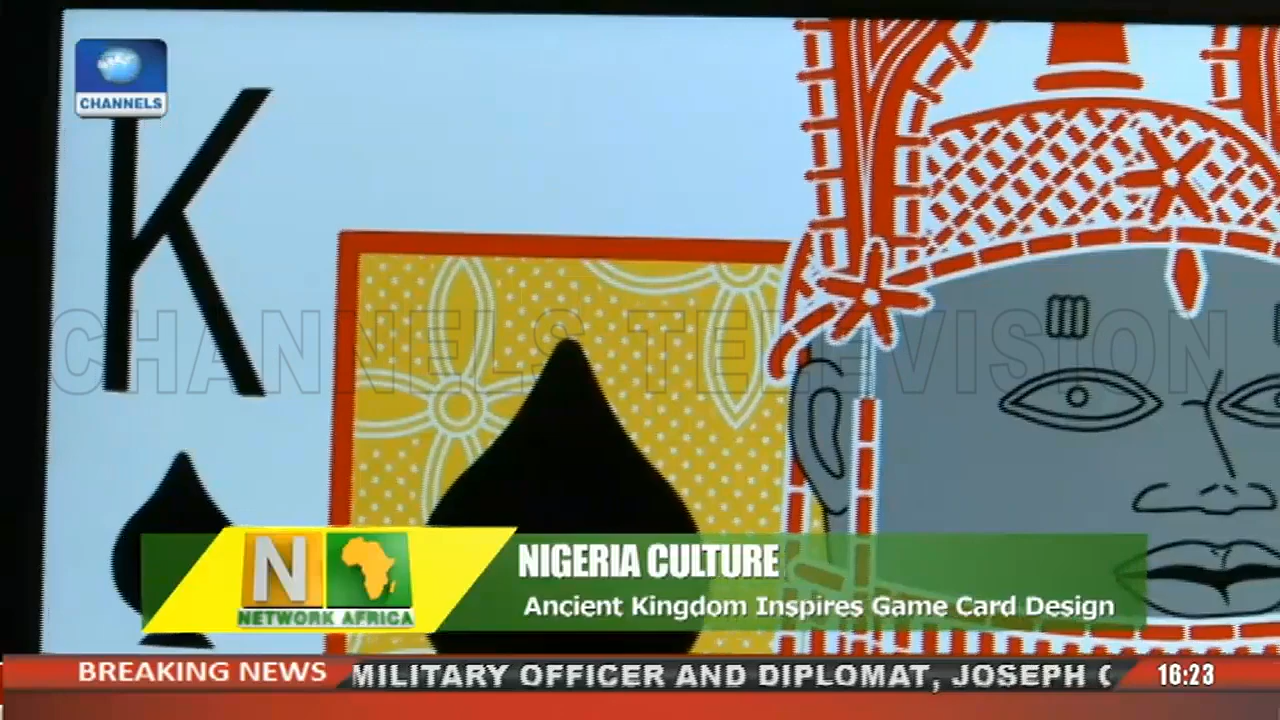 CHANNELS
K
CHANNELS TELEVISION
N
NETWORK AFRICA
NIGERIA CULTURE
Ancient Kingdom Inspires Game Card Design
BREAKING NEWS
MILITARY OFFICER AND DIPLOMAT, JOSEPH
16:23